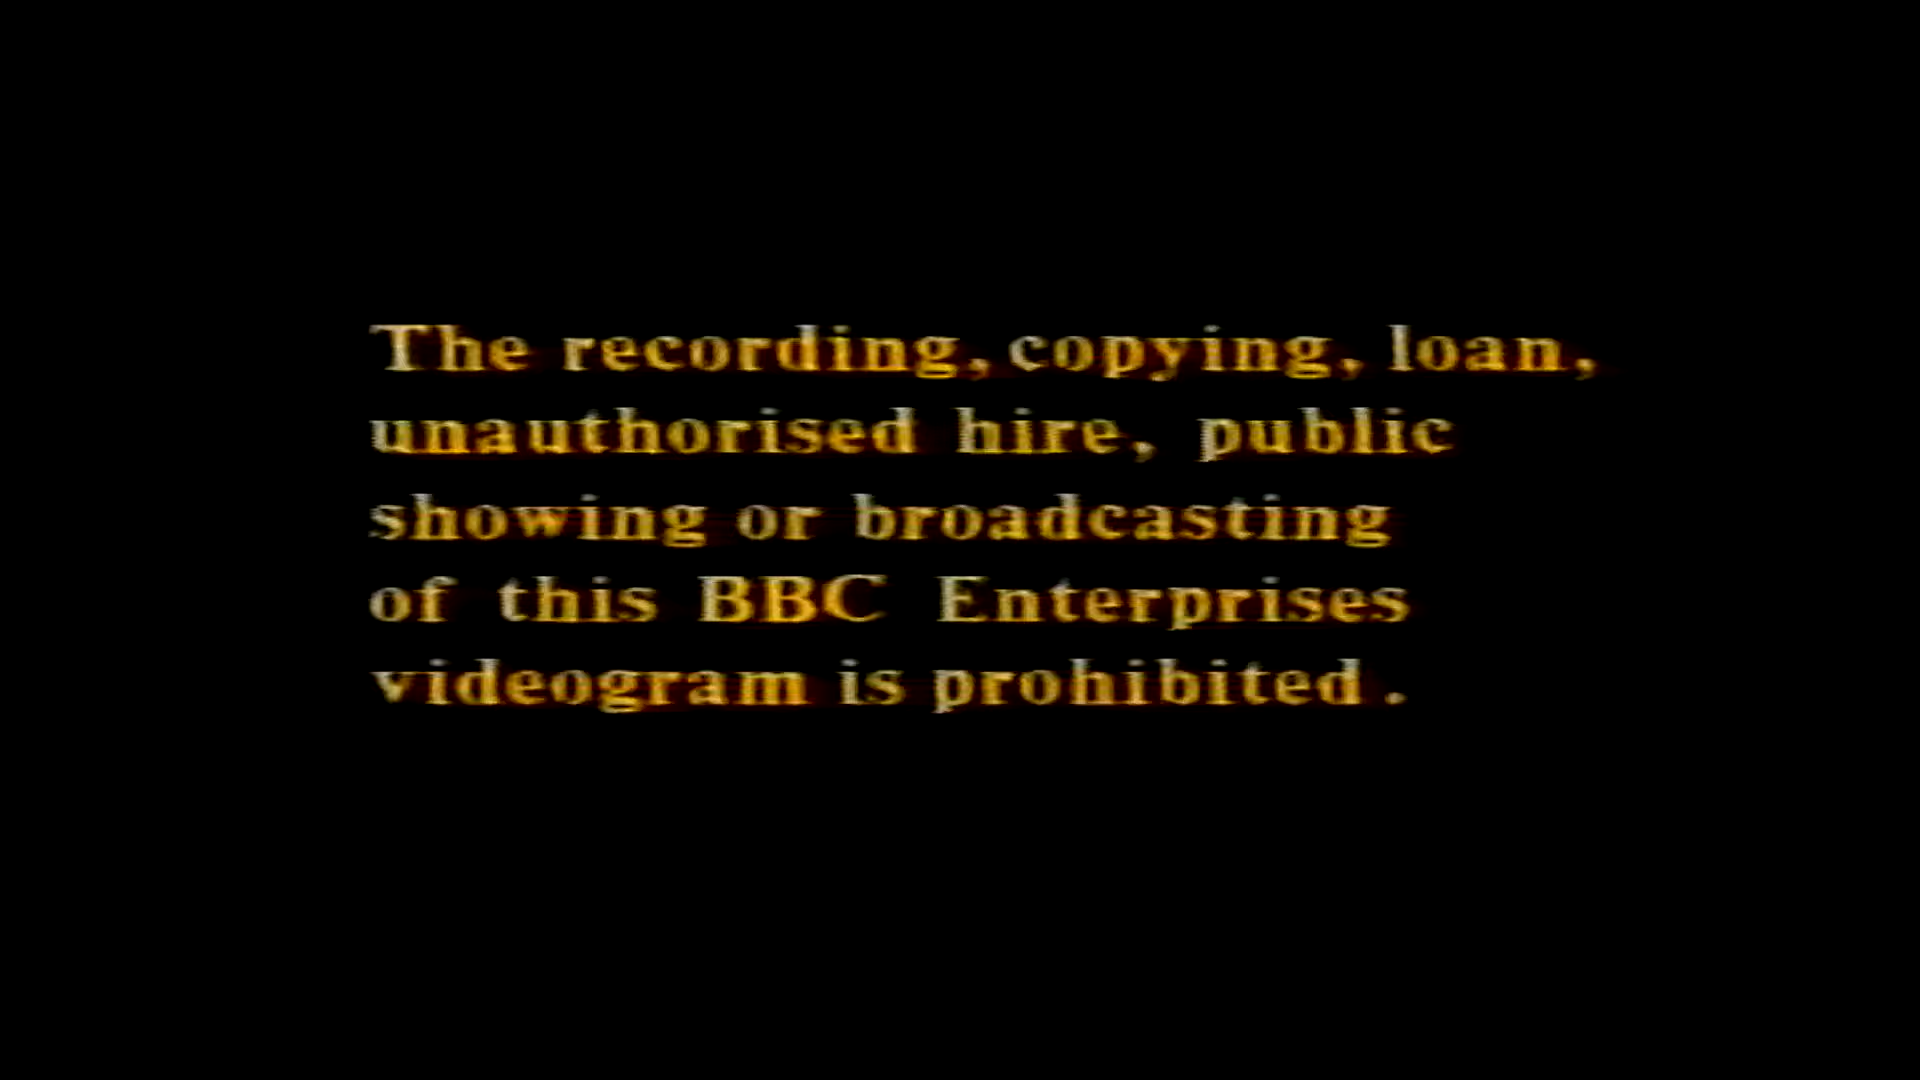 The recording, copying, loan,
unauthorised hire, public
showing or broadcasting
of this BBC Enterprises
videogram is prohibited.